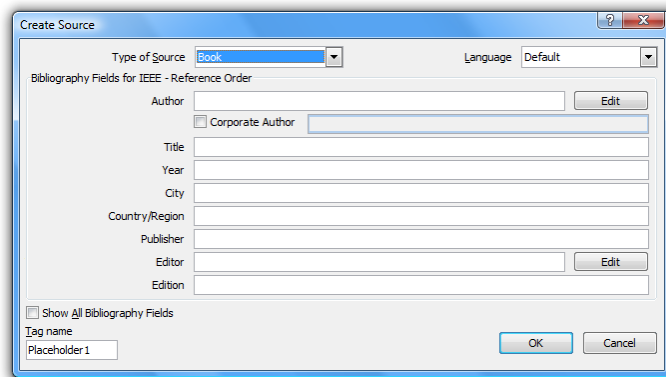 Create Source
Type of Source Book Language Default
Bibliography Fields for IEEE - Reference Order
Author Edit
Corporate Author
Title
Year
City
Country/Region
Publisher
Editor Edit
Edition
Show All Bibliography Fields
Tag name
Placeholder1 OK Cancel